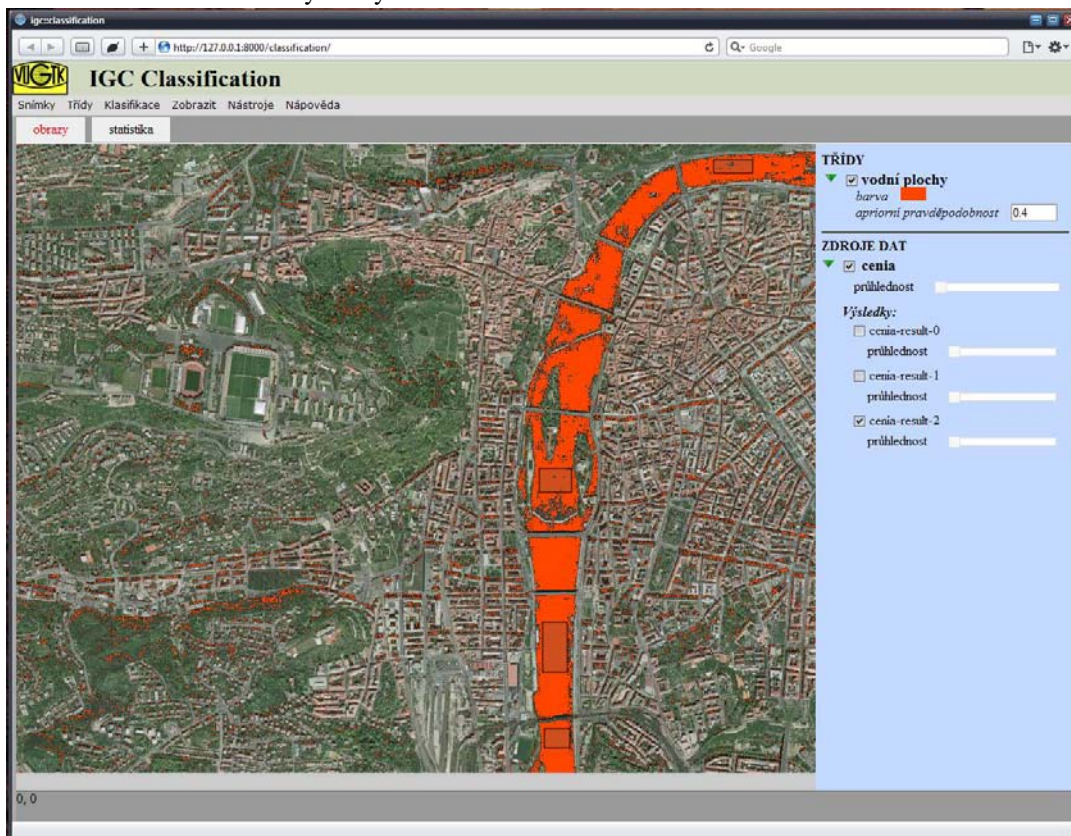 igc::classification
http://127.0.0.1:8000/classification/
Google
VÚGTK
IGC Classification
Snímky Třídy Klasifikace Zobrazit Nástroje Nápověda
obrazy
statistika
TŘÍDY
vodní plochy
barva
apriorní pravděpodobnost 0.4
ZDROJE DAT
cenia
průhlednost
Výsledky:
cenia-result-0
průhlednost
cenia-result-1
průhlednost
cenia-result-2
průhlednost
0, 0